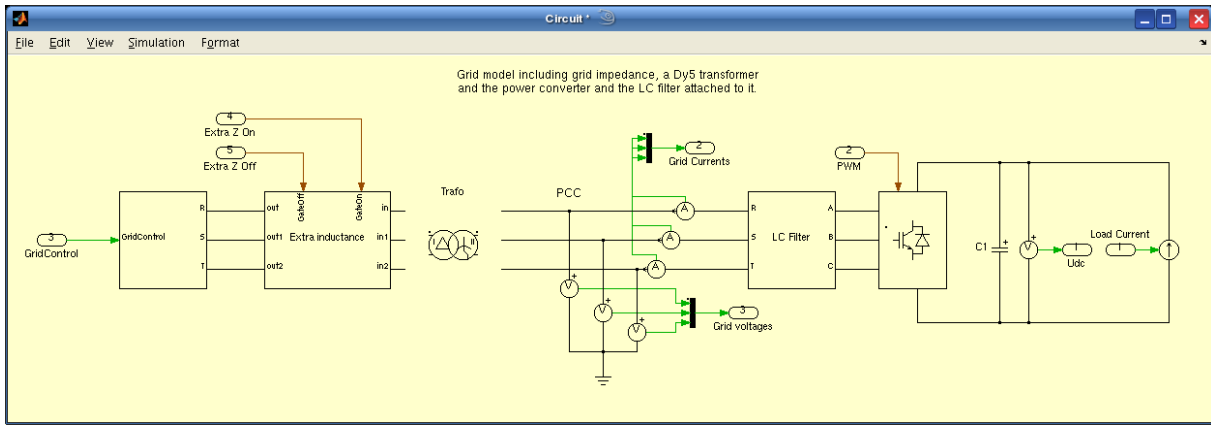 Circuit *
File Edit View Simulation Format
Grid model including grid impedance, a Dy5 transformer
and the power converter and the LC filter attached to it.
4
Extra Z On
5
Extra Z Off
3
GridControl
GridControl
R
S
T
out
out1
out2
GateOff
GateOn
Extra inductance
in
in1
in2
Trafo
PCC
2
Grid Currents
A
A
A
V
V
V
3
Grid voltages
R
S
T
LC Filter
A
B
C
2
PWM
C1
V
1
Udc
Load Current
1